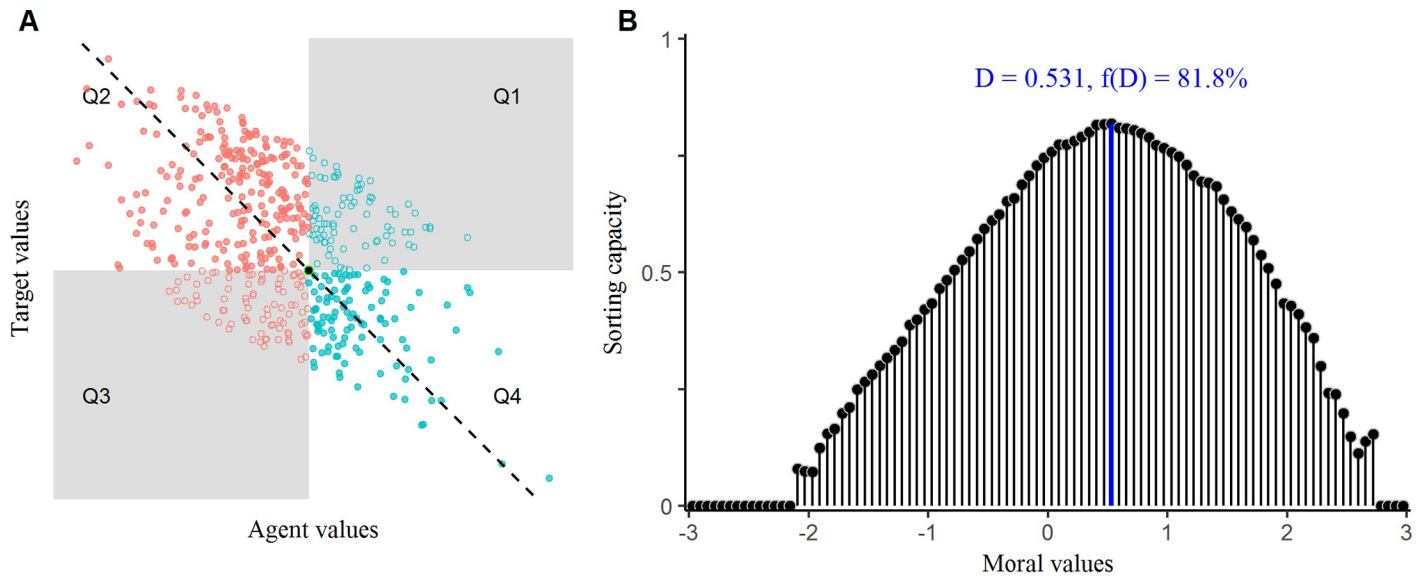 A
Q2
Q1
Q3
Q4
Target values
Agent values
B
D = 0.531, f(D) = 81.8%
1
0.5
0
Sorting capacity
-3 -2 -1 0 1 2 3
Moral values